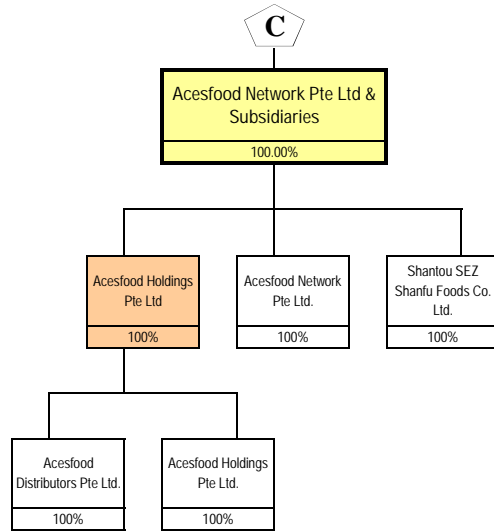 C
Acesfood Network Pte Ltd &
Subsidiaries
100.00%
Acesfood Holdings
Pte Ltd
100%
Acesfood Network
Pte Ltd.
100%
Shantou SEZ
Shanfu Foods Co.
Ltd.
100%
Acesfood
Distributors Pte Ltd.
100%
Acesfood Holdings
Pte Ltd.
100%